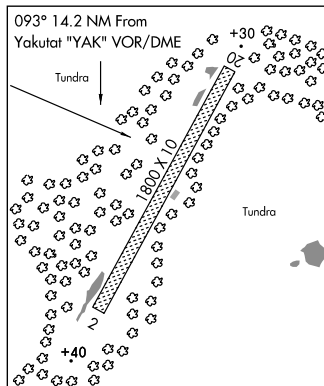 093° 14.2 NM From
Yakutat "YAK" VOR/DME
+30
20
Tundra
1800 X 10
Tundra
2
+40